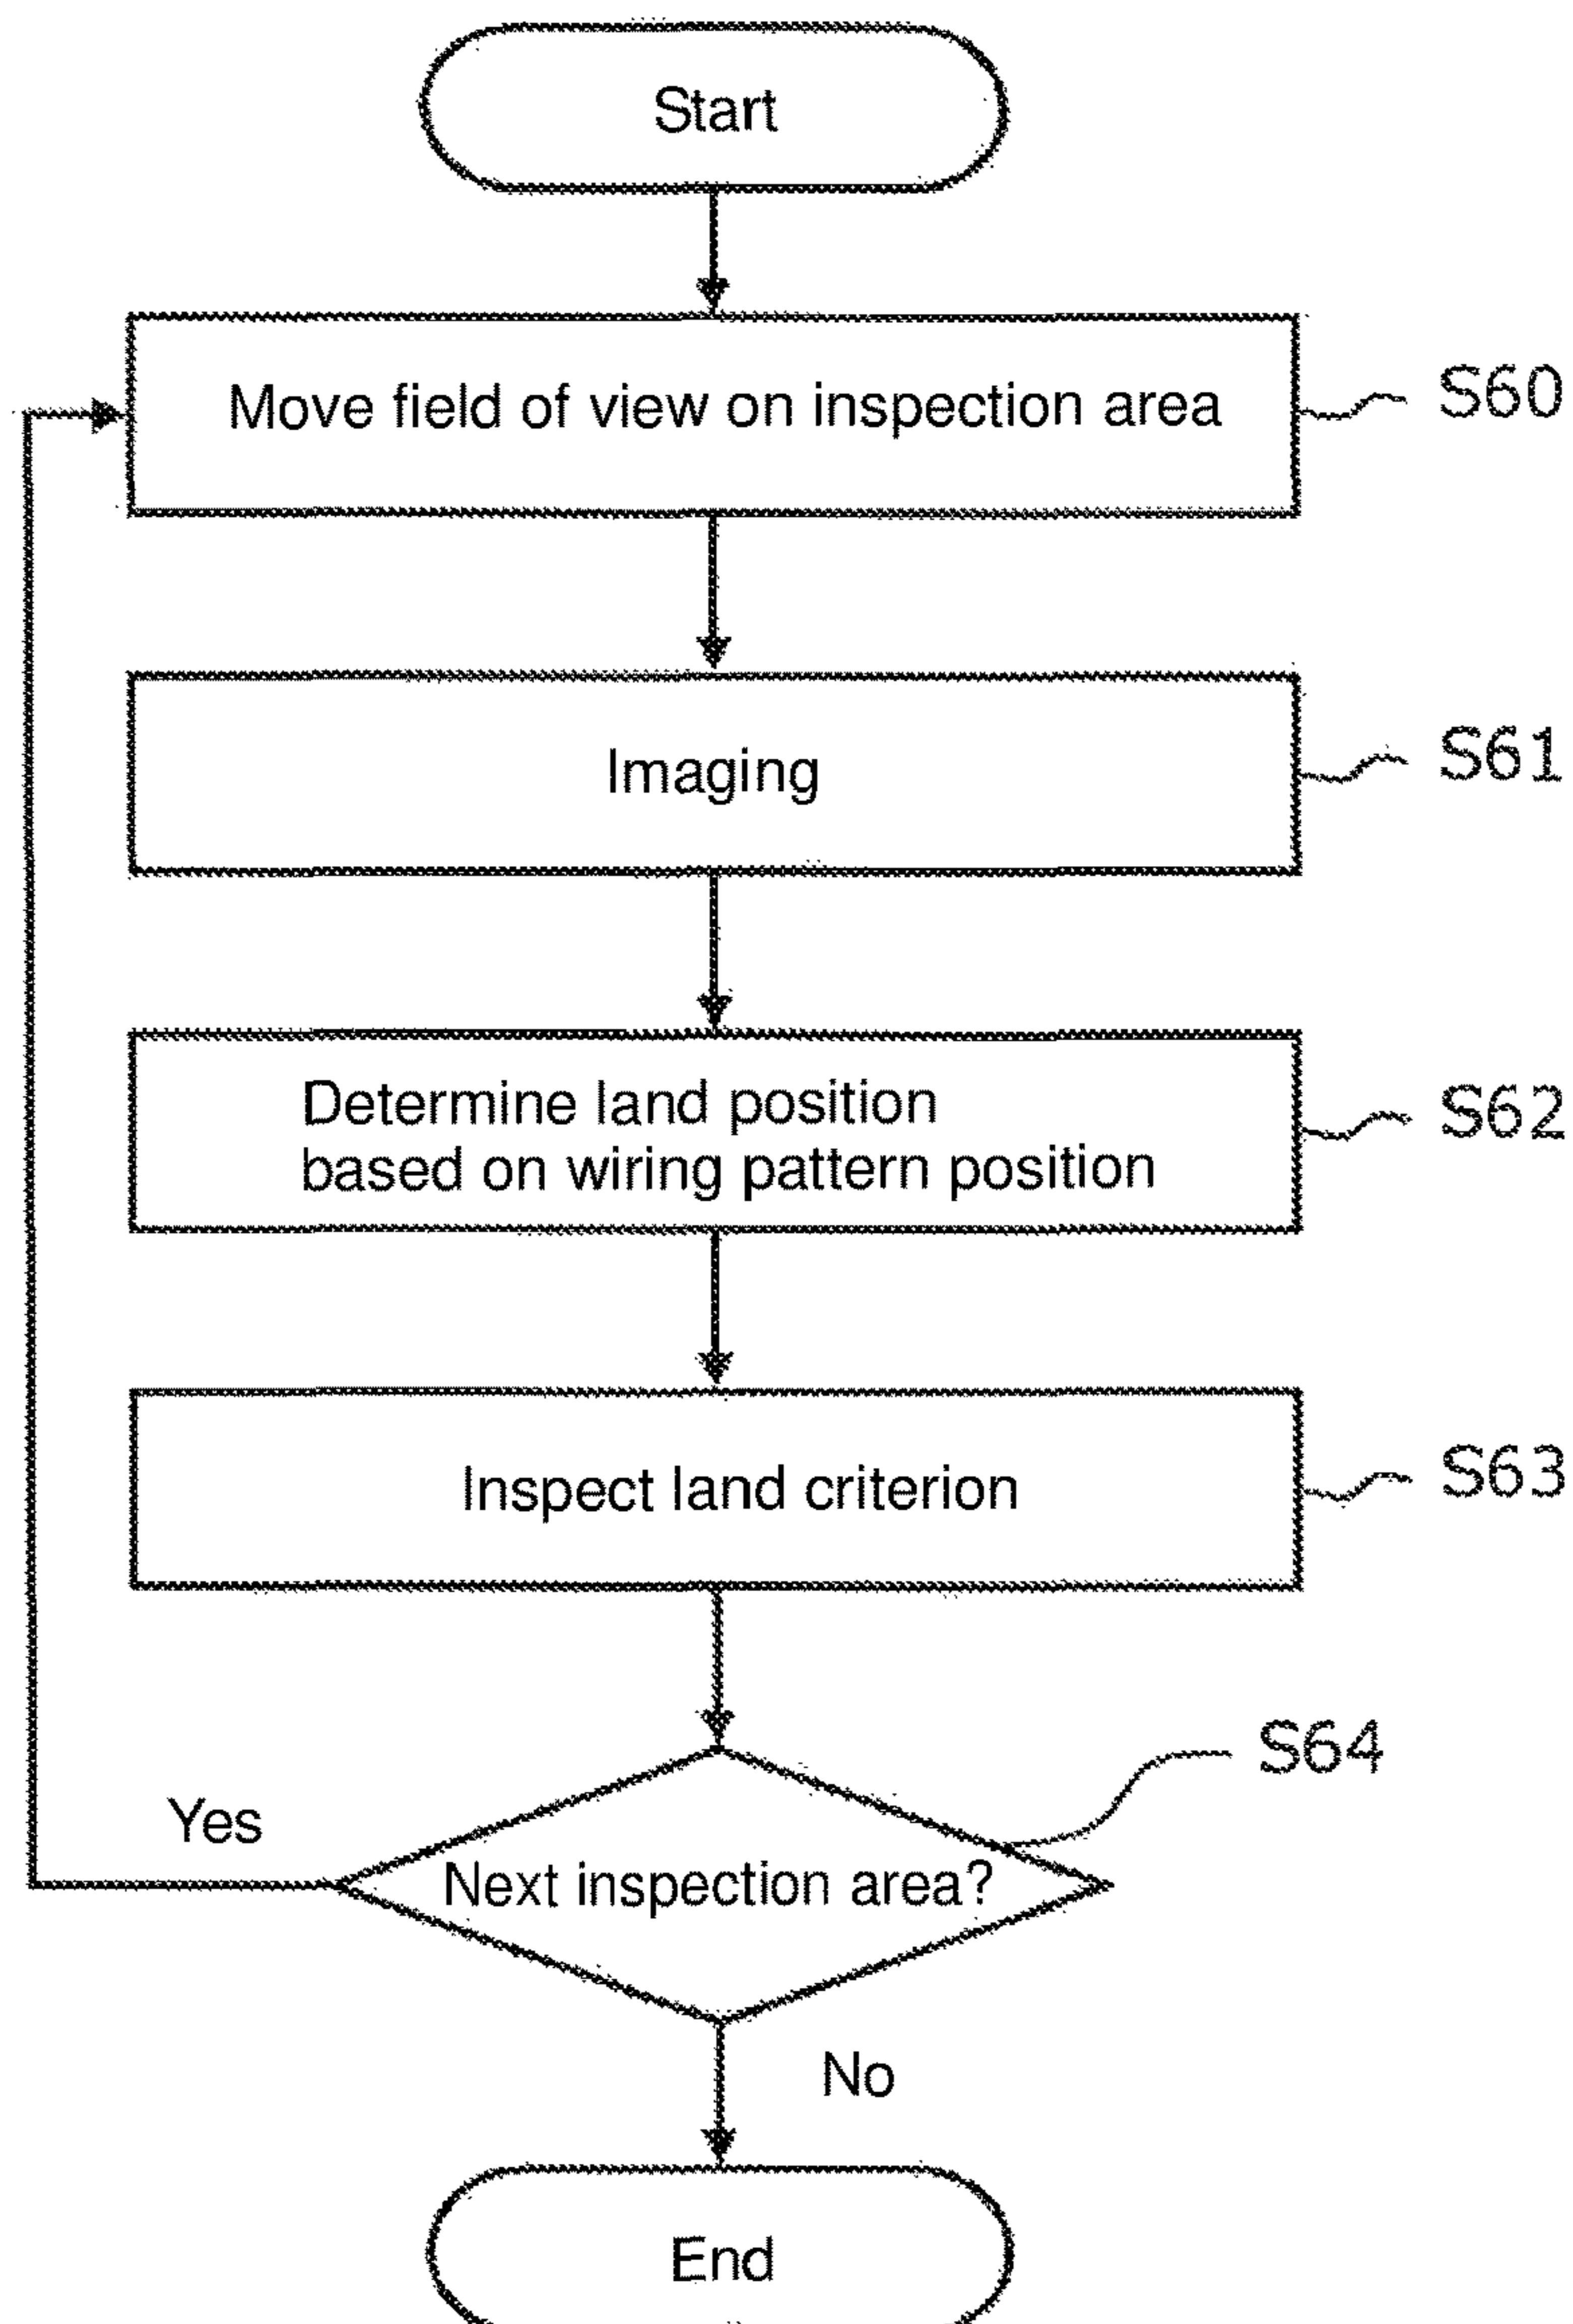 Start
Move field of view on inspection area
S60
Imaging
S61
Determine land position
based on wiring pattern position
S62
Inspect land criterion
S63
S64
Yes
Next inspection area?
No
End